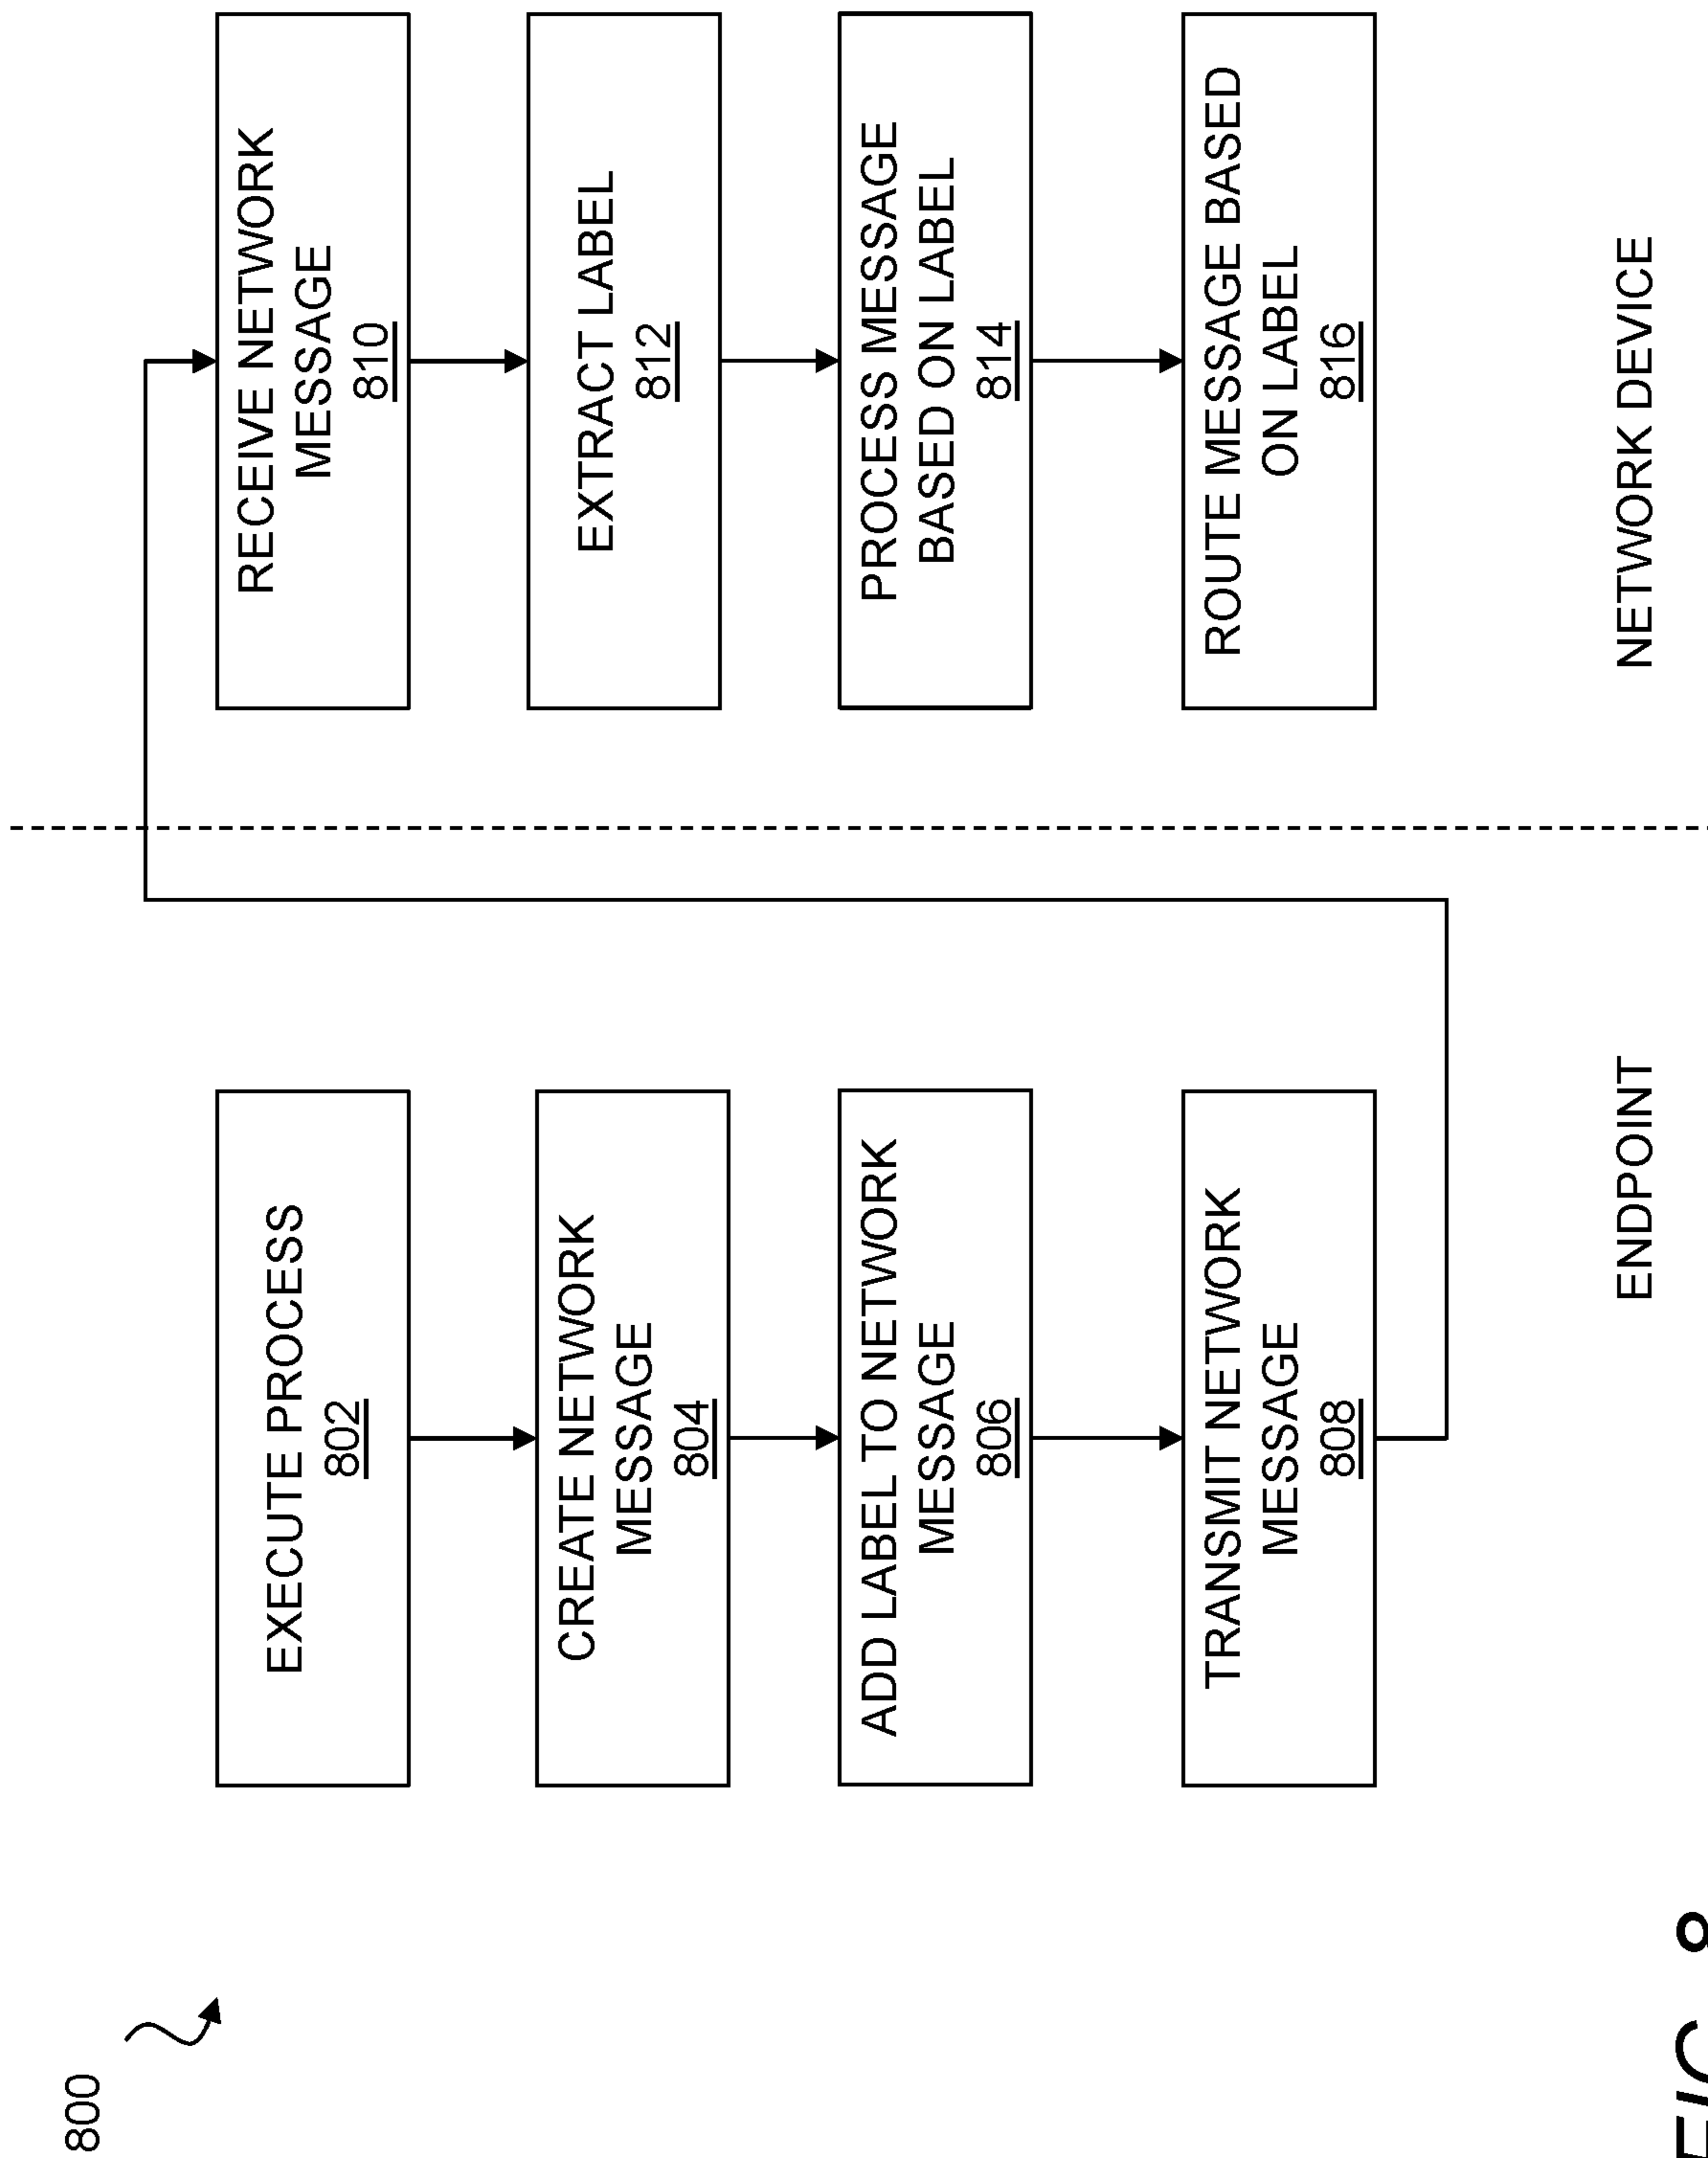 800
EXECUTE PROCESS
802
CREATE NETWORK
MESSAGE
804
ADD LABEL TO NETWORK
MESSAGE
806
TRANSMIT NETWORK
MESSAGE
808
ENDPOINT
RECEIVE NETWORK
MESSAGE
810
EXTRACT LABEL
812
PROCESS MESSAGE
BASED ON LABEL
814
ROUTE MESSAGE BASED
ON LABEL
816
NETWORK DEVICE
FIG. 8